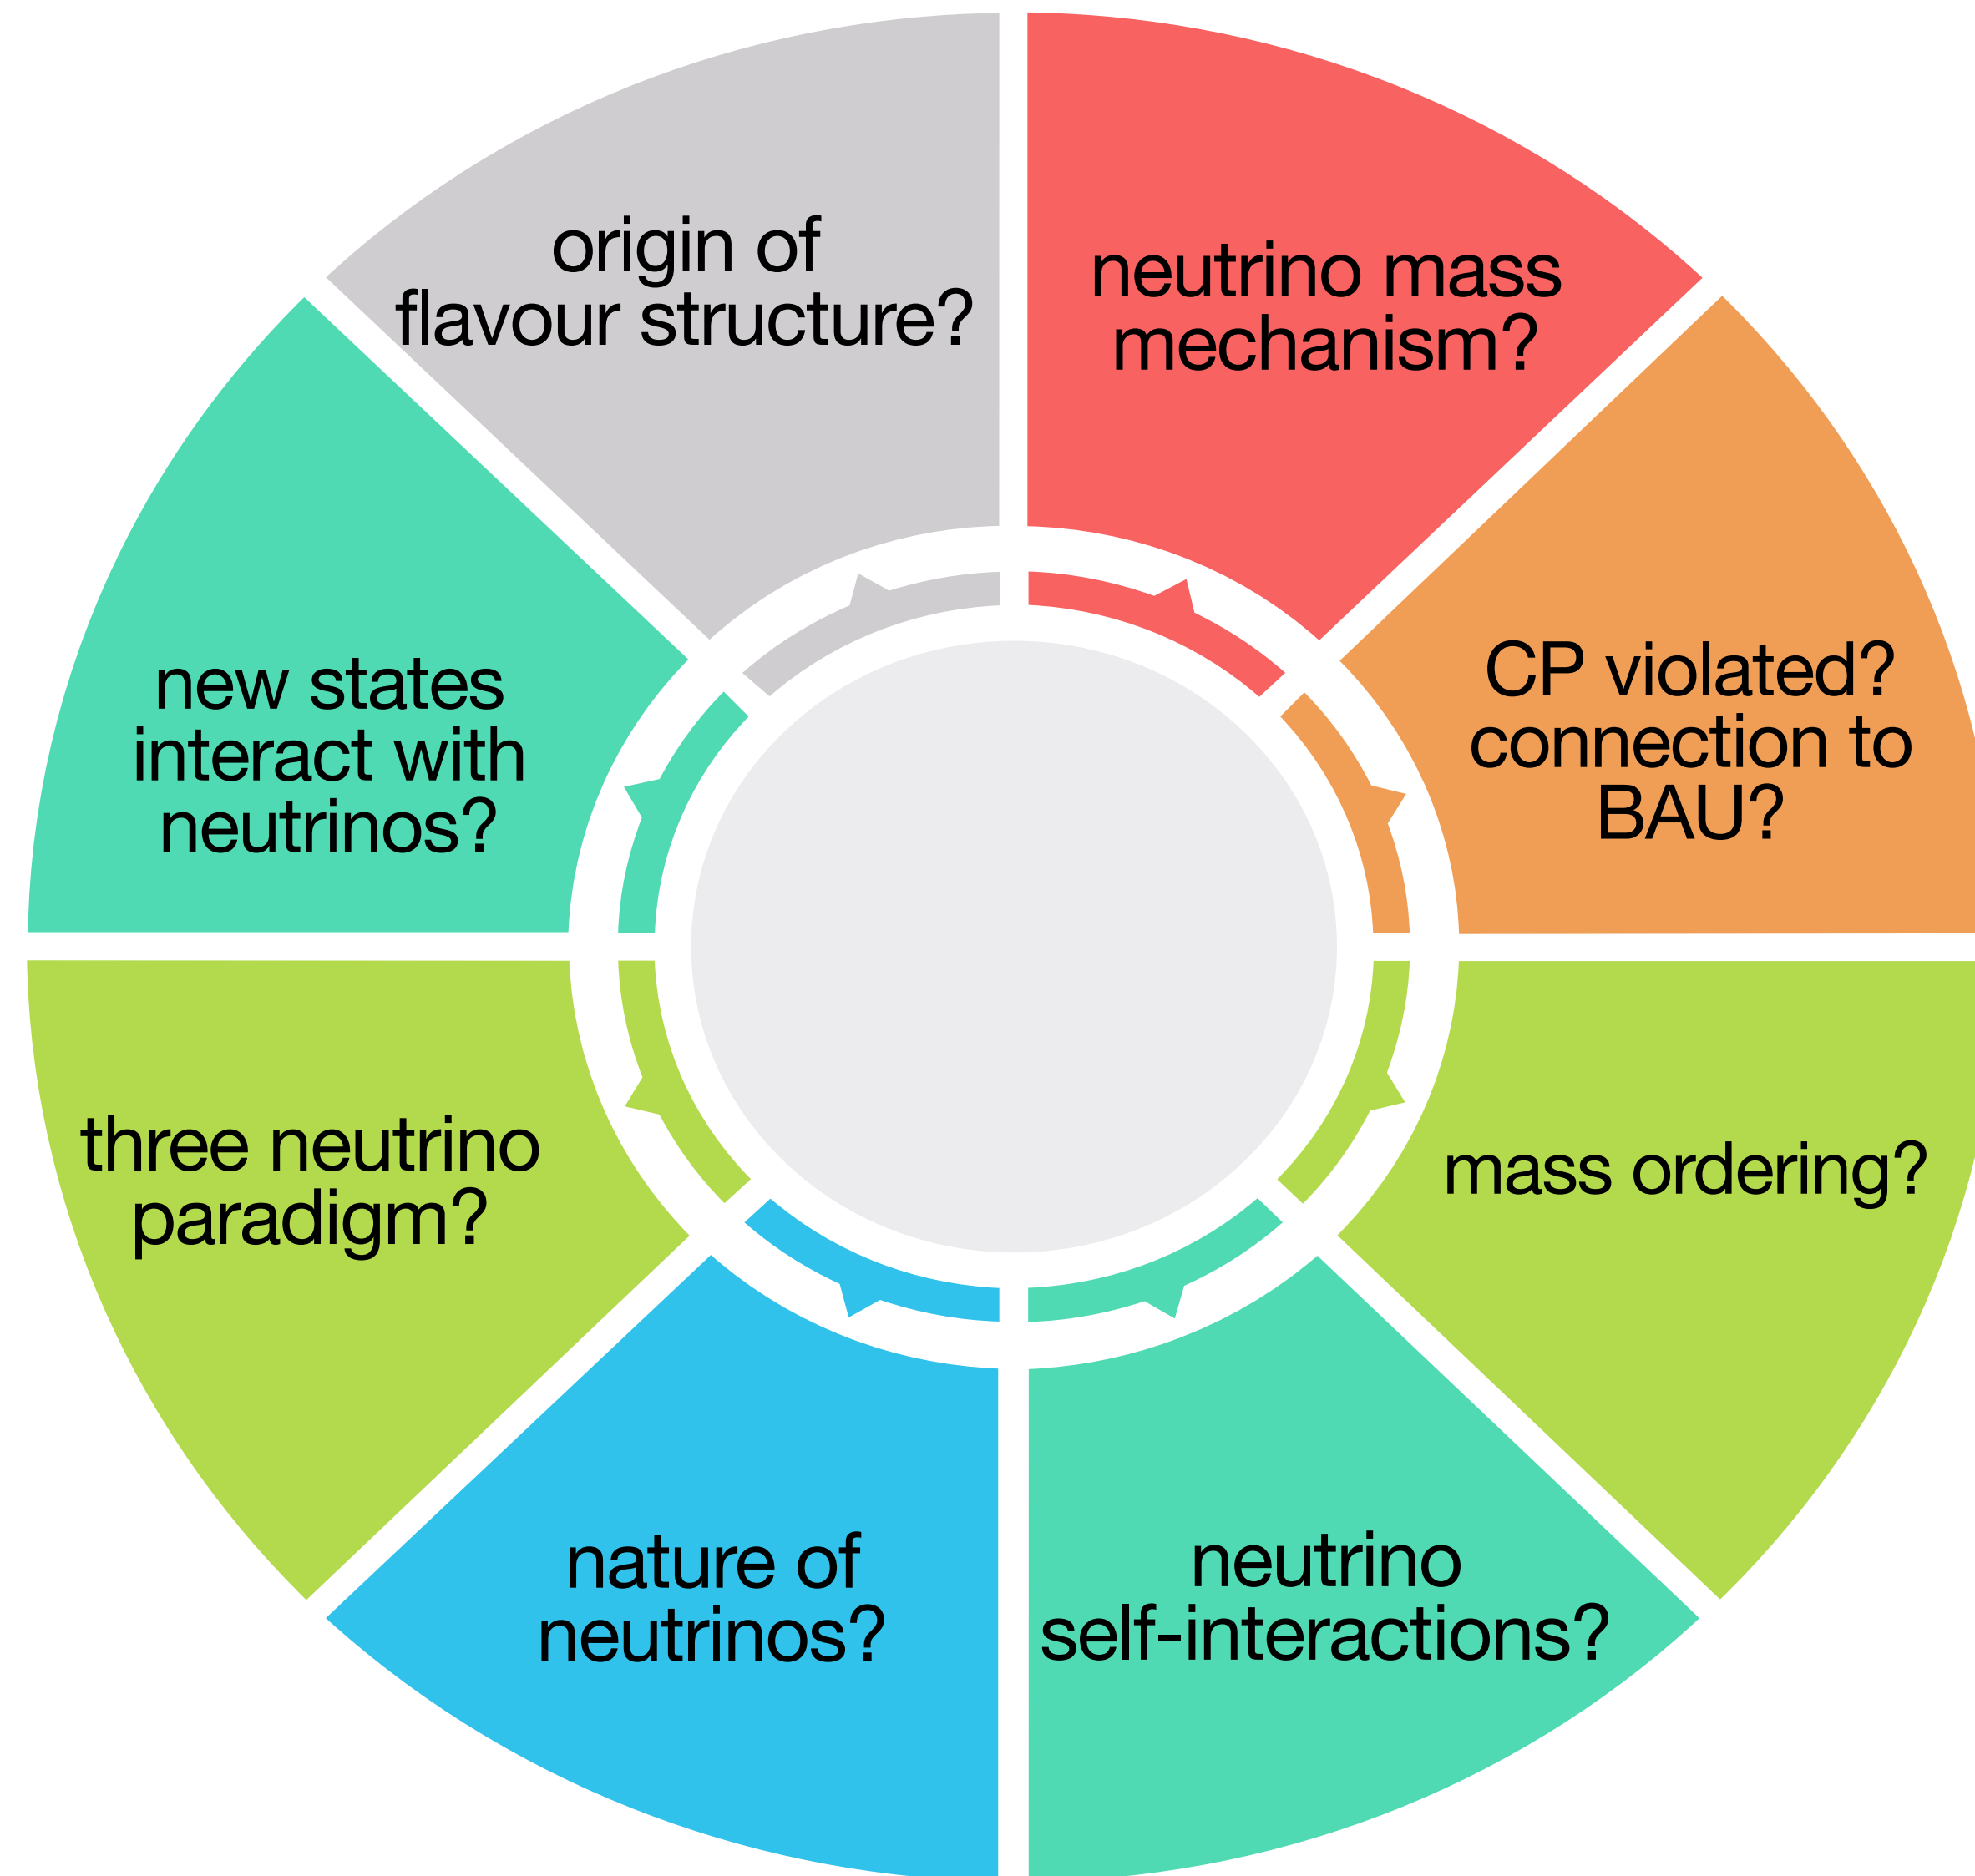 origin of
flavour structure?
neutrino mass
mechanism?
CP violated?
connection to
BAU?
mass ordering?
neutrino
self-interactions?
nature of
neutrinos?
three neutrino
paradigm?
new states
interact with
neutrinos?